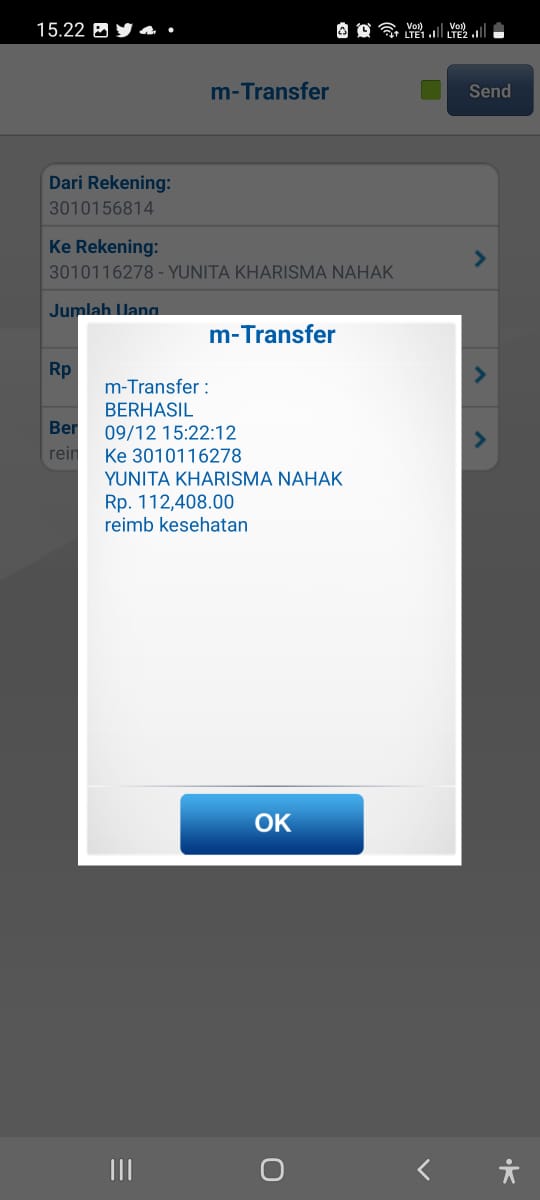 15.22
Vo)) LTE1
Vo)) LTE2
m-Transfer
Send
Dari Rekening:
3010156814
Ke Rekening:
3010116278 - YUNITA KHARISMA NAHAK
Jumlah Uang
Rp
Ber
rein
m-Transfer
m-Transfer :
BERHASIL
09/12 15:22:12
Ke 3010116278
YUNITA KHARISMA NAHAK
Rp. 112,408.00
reimb kesehatan
OK